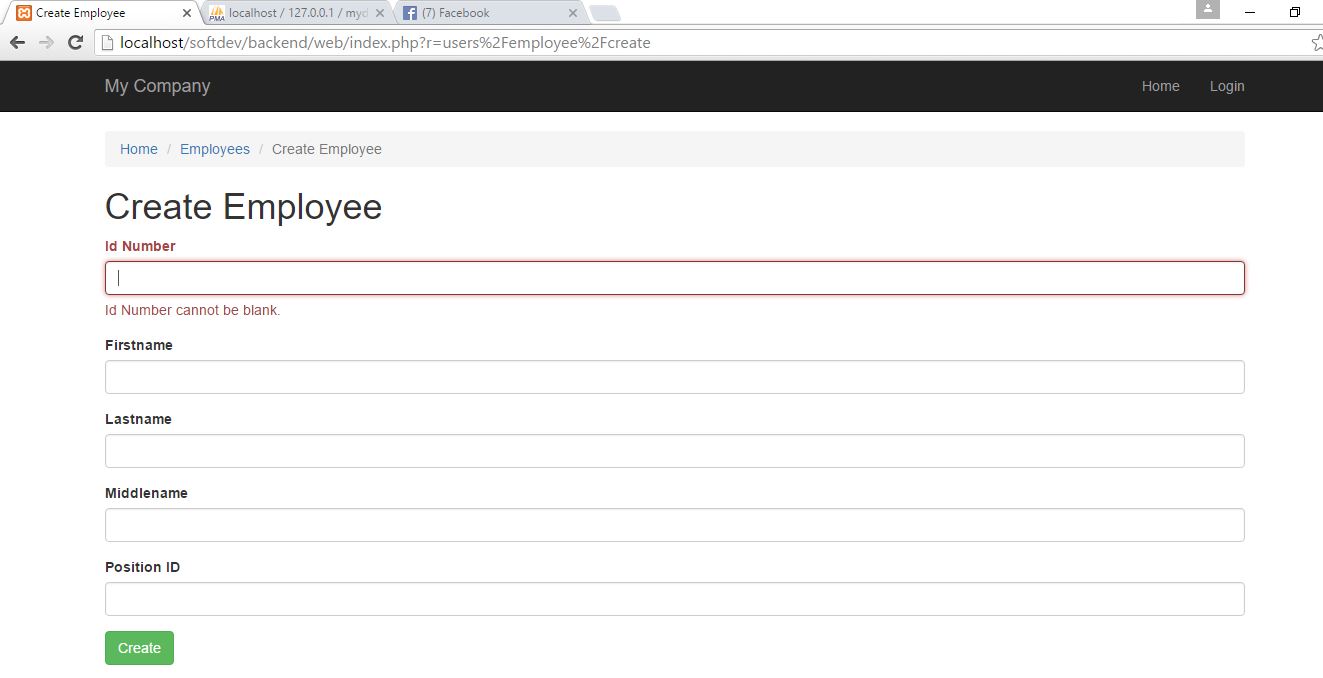 Create Employee
localhost / 127.0.0.1 / myd
(7) Facebook
localhost/softdev/backend/web/index.php?r=users%2Femployee%2Fcreate
My Company Home Login
Home / Employees / Create Employee
Create Employee
Id Number
Id Number cannot be blank.
Firstname
Lastname
Middlename
Position ID
Create